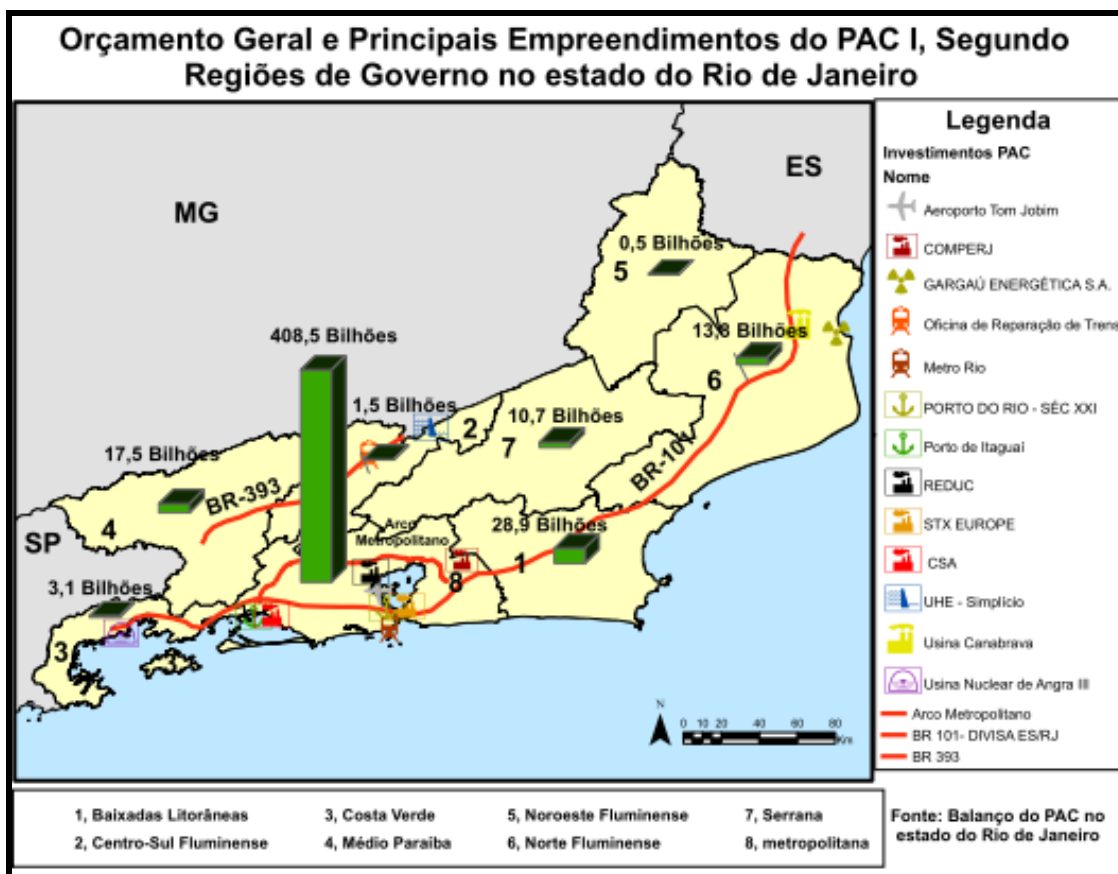 Orçamento Geral e Principais Empreendimentos do PAC I, Segundo
Regiões de Governo no estado do Rio de Janeiro
MG
ES
SP
0,5 Bilhões
5
13,8 Bilhões
6
408,5 Bilhões
1,5 Bilhões
2
10,7 Bilhões
7
17,5 Bilhões
BR-393
BR-101
4
Arco
Metropolitano
28,9 Bilhões
1
8
3,1 Bilhões
3
3
N
0 10 20 40 60 80
Km
Legenda
Investimentos PAC
Nome
Aeroporto Tom Jobim
COMPERJ
GARGAÚ ENERGÉTICA S.A.
Oficina de Reparação de Trens
Metro Rio
PORTO DO RIO - SÉC XXI
Porto de Itaguaí
REDUC
STX EUROPE
CSA
UHE - Simplício
Usina Canabrava
Usina Nuclear de Angra III
Arco Metropolitano
BR 101- DIVISA ES/RJ
BR 393
1, Baixadas Litorâneas
3, Costa Verde
5, Noroeste Fluminense
7, Serrana
2, Centro-Sul Fluminense
4, Médio Paraiba
6, Norte Fluminense
8, metropolitana
Fonte: Balanço do PAC no
estado do Rio de Janeiro